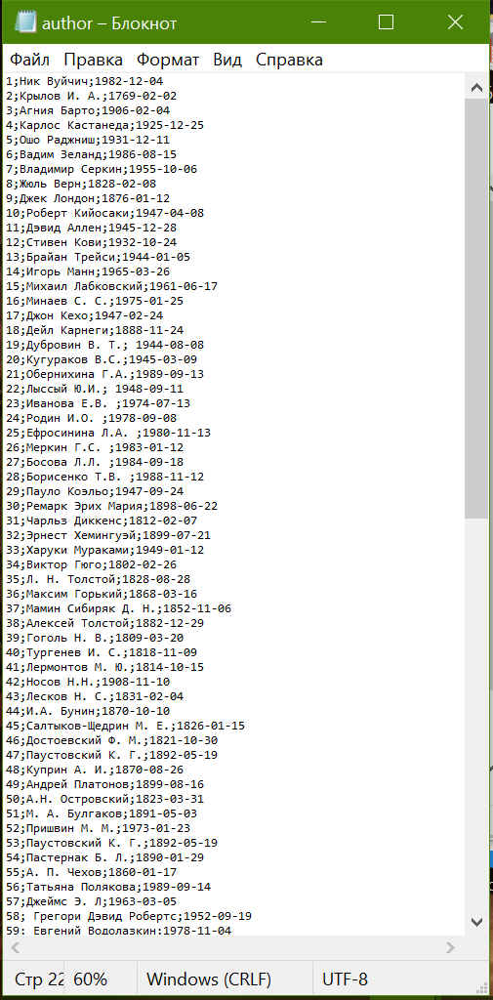 author – Блокнот
Файл Правка Формат Вид Справка
1;Ник Вуйчич;1982-12-04
2;Крылов И. А.;1769-02-02
3;Агния Барто;1906-02-04
4;Карлос Кастанеда;1925-12-25
5;Ошо Раджниш;1931-12-11
6;Вадим Зеланд;1986-08-15
7;Владимир Серкин;1955-10-06
8;Жюль Верн;1828-02-08
9;Джек Лондон;1876-01-12
10;Роберт Кийосаки;1947-04-08
11;Дэвид Аллен;1945-12-28
12;Стивен Кови;1932-10-24
13;Брайан Трейси;1944-01-05
14;Игорь Манн;1965-03-26
15;Михаил Лабковский;1961-06-17
16;Минаев С. С.;1975-01-25
17;Джон Кехо;1947-02-24
18;Дейл Карнеги;1888-11-24
19;Дубровин В. Т.; 1944-08-08
20;Кугураков В.С.;1945-03-09
21;Обернихина Г.А.;1989-09-13
22;Лыссый Ю.И.; 1948-09-11
23;Иванова Е.В. ;1974-07-13
24;Родин И.О. ;1978-09-08
25;Ефросинина Л.А. ;1980-11-13
26;Меркин Г.С. ;1983-01-12
27;Босова Л.Л. ;1984-09-18
28;Борисенко Т.В. ;1988-11-12
29;Пауло Коэльо;1947-09-24
30;Ремарк Эрих Мария;1898-06-22
31;Чарльз Диккенс;1812-02-07
32;Эрнест Хемингуэй;1899-07-21
33;Харуки Мураками;1949-01-12
34;Виктор Гюго;1802-02-26
35;Л. Н. Толстой;1828-08-28
36;Максим Горький;1868-03-16
37;Мамин Сибиряк Д. Н.;1852-11-06
38;Алексей Толстой;1882-12-29
39;Гоголь Н. В.;1809-03-20
40;Тургенев И. С.;1818-11-09
41;Лермонтов М. Ю.;1814-10-15
42;Носов Н.Н.;1908-11-10
43;Лесков Н. С.;1831-02-04
44;И.А. Бунин;1870-10-10
45;Салтыков-Щедрин М. Е.;1826-01-15
46;Достоевский Ф. М.;1821-10-30
47;Паустовский К. Г.;1892-05-19
48;Куприн А. И.;1870-08-26
49;Андрей Платонов;1899-08-16
50;А.Н. Островский;1823-03-31
51;М. А. Булгаков;1891-05-03
52;Пришвин М. М.;1973-01-23
53;Паустовский К. Г.;1892-05-19
54;Пастернак Б. Л.;1890-01-29
55;А. П. Чехов;1860-01-17
56;Татьяна Полякова;1989-09-14
57;Джеймс Э. Л;1963-03-05
58; Грегори Дэвид Робертс;1952-09-19
59; Евгений Водолазкин;1978-11-04
Стр 22 60% Windows (CRLF) UTF-8